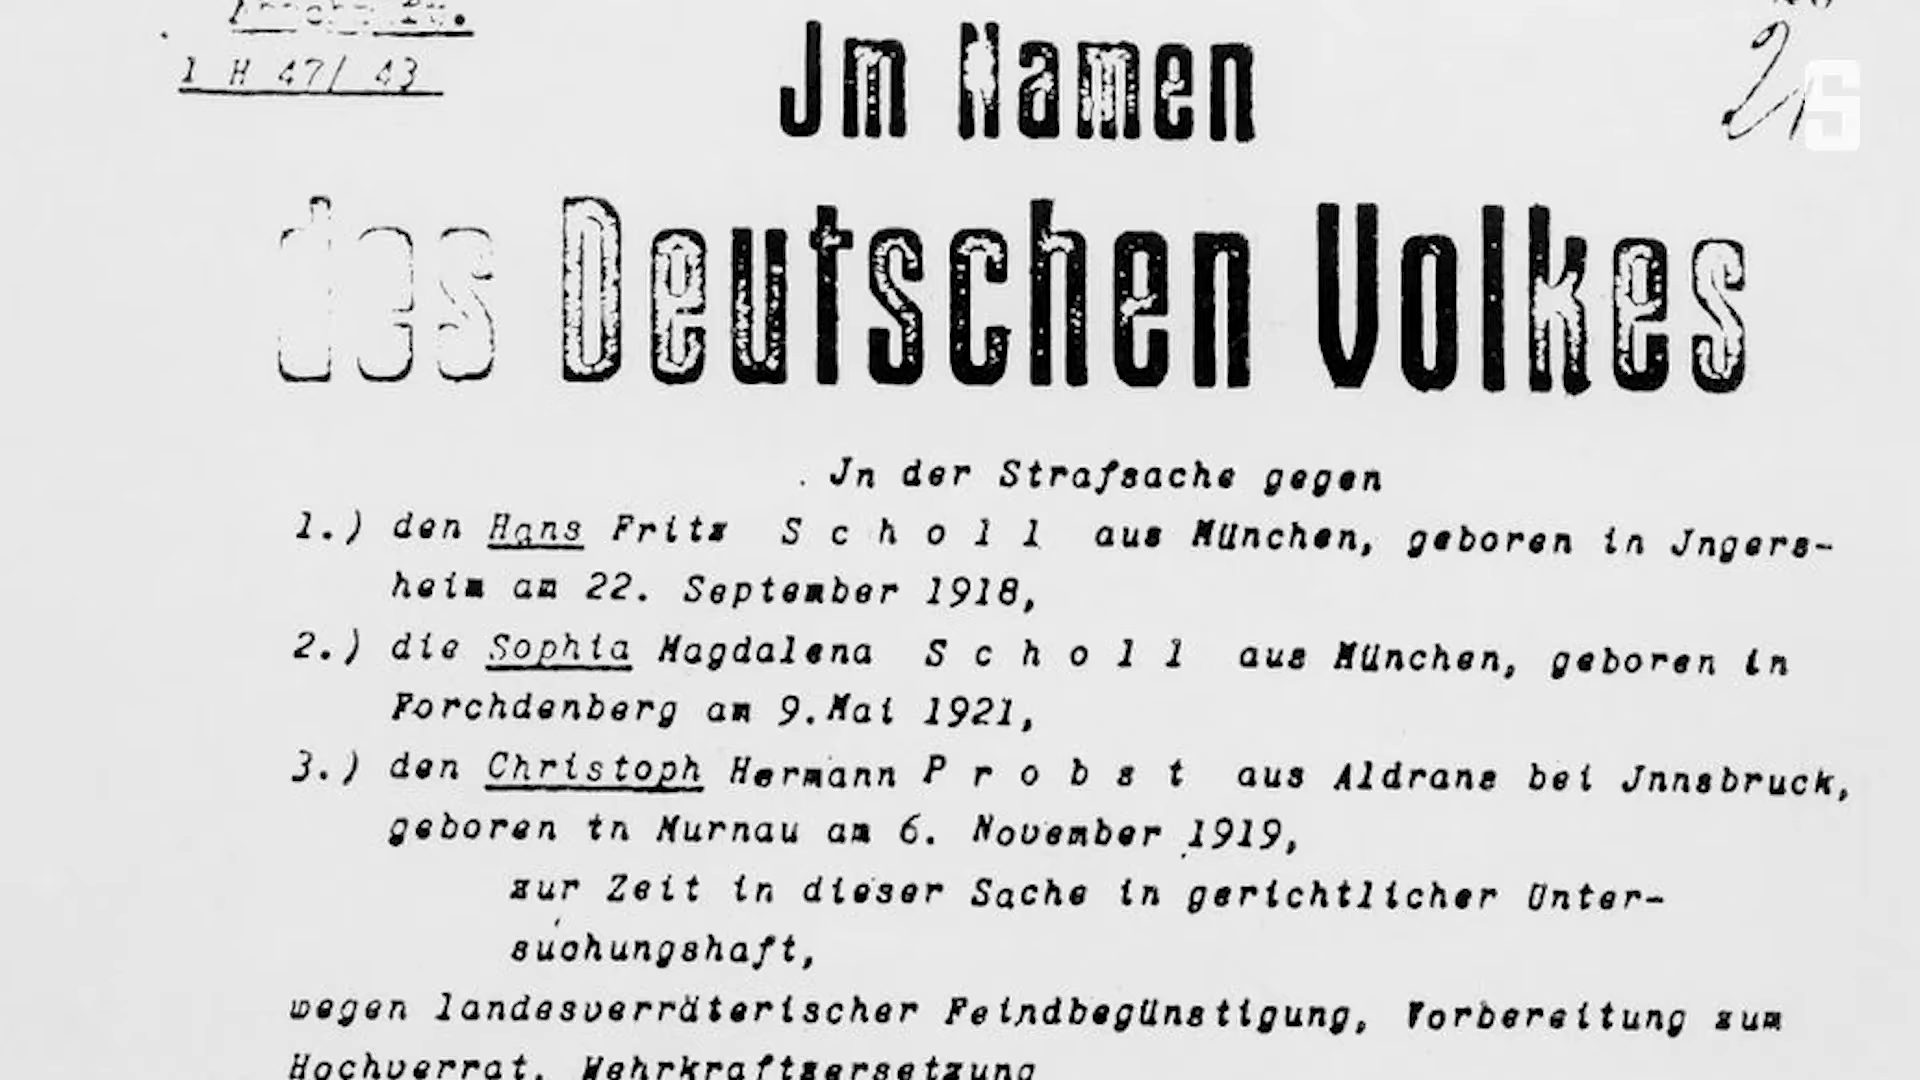 1 H 47/ 43
Jm Namen
des Deutschen Volkes
Jn der Strafsache gegen
1.) den Hans Fritz S c h o l l aus München, geboren in Jngers-
heim am 22. September 1918,
2.) die Sophia Magdalena S c h o l l aus München, geboren in
Forchdenberg am 9.Mai 1921,
3.) den Christoph Hermann P r o b s t aus Aldrans bei Jnnsbruck,
geboren in Murnau am 6. November 1919,
zur Zeit in dieser Sache in gerichtlicher Unter-
suchungshaft,
wegen landesverräterischer Feindbegünstigung, Vorbereitung zum
Hochverrat, Wehrkraftzersetzung
S